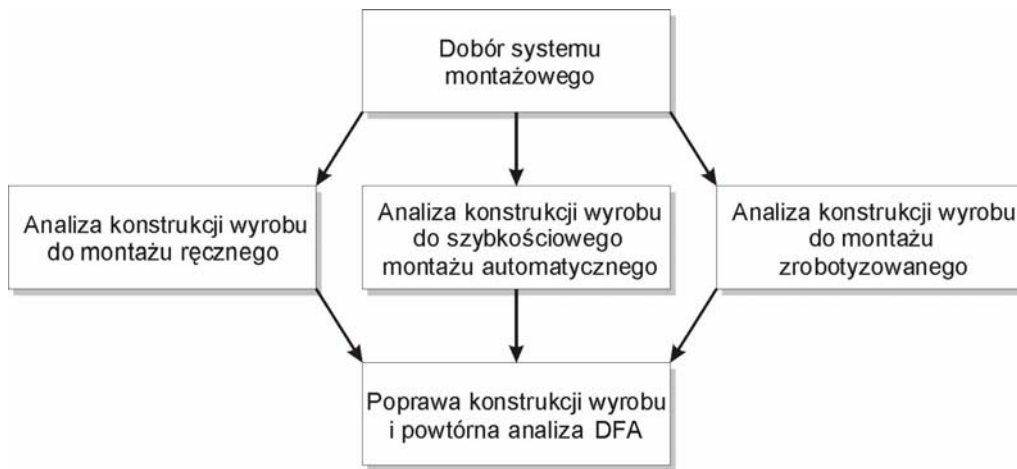 Dobór systemu
montażowego
Analiza konstrukcji wyrobu
do montażu ręcznego
Analiza konstrukcji wyrobu
do szybkościowego
montażu automatycznego
Analiza konstrukcji wyrobu
do montażu
zrobotyzowanego
Poprawa konstrukcji wyrobu
i powtórna analiza DFA